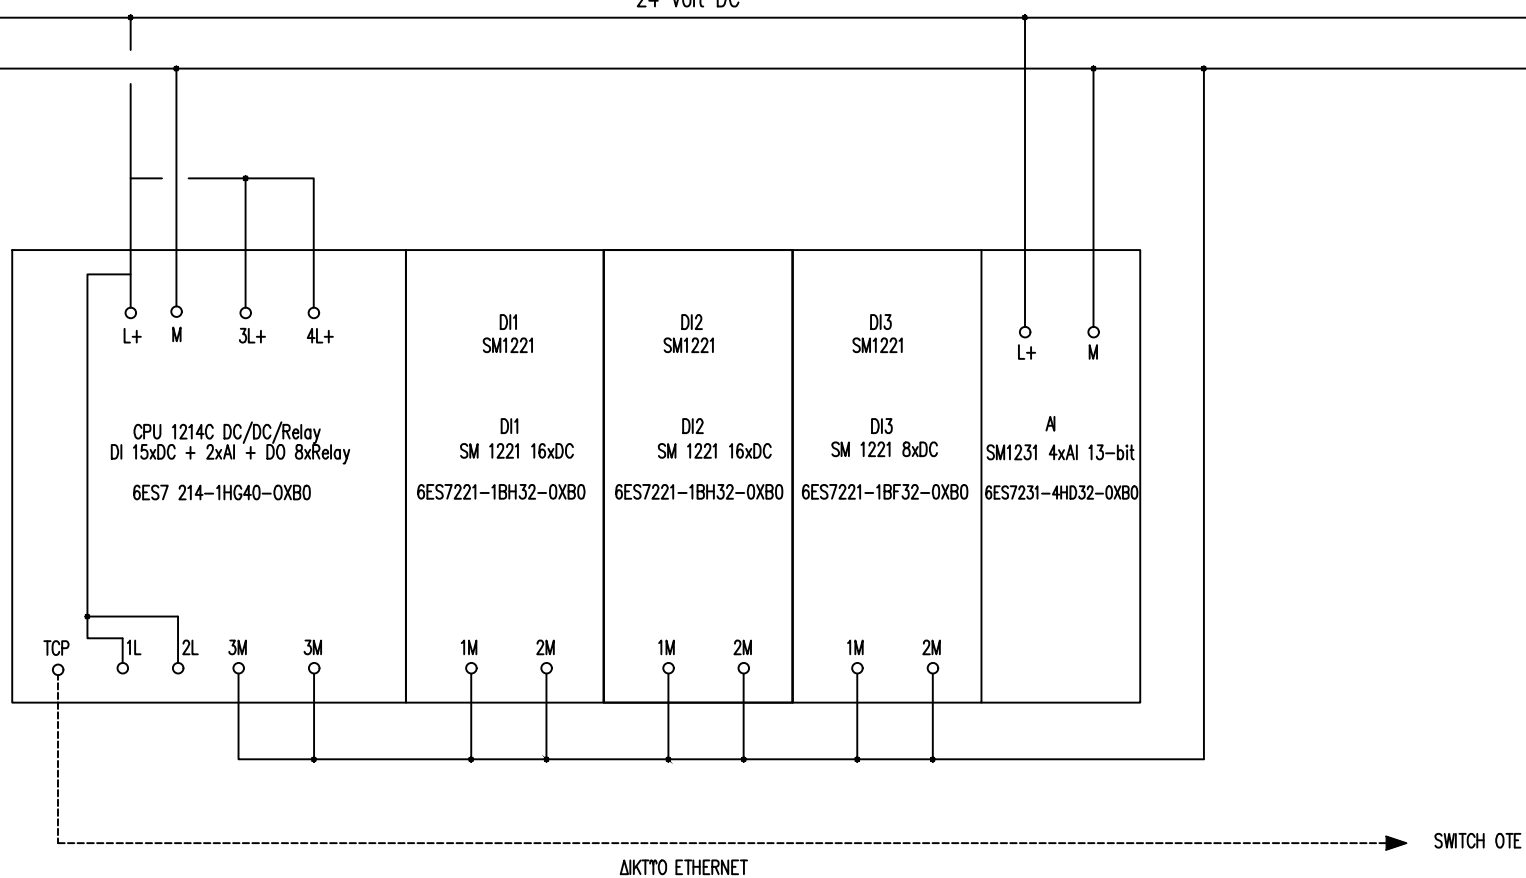 24 Volt DC
L+
M
3L+
4L+
DI1
SM1221
DI2
SM1221
DI3
SM1221
L+
M
CPU 1214C DC/DC/Relay
DI 15xDC + 2xAI + DO 8xRelay
6ES7 214-1HG40-0XB0
DI1
SM 1221 16xDC
6ES7221-1BH32-0XB0
DI2
SM 1221 16xDC
6ES7221-1BH32-0XB0
DI3
SM 1221 8xDC
6ES7221-1BF32-0XB0
AI
SM1231 4xAI 13-bit
6ES7231-4HD32-0XB0
TCP
1L
2L
3M
3M
1M
2M
1M
2M
1M
2M
SWITCH OTE
ΔΙΚΤΥΟ ETHERNET